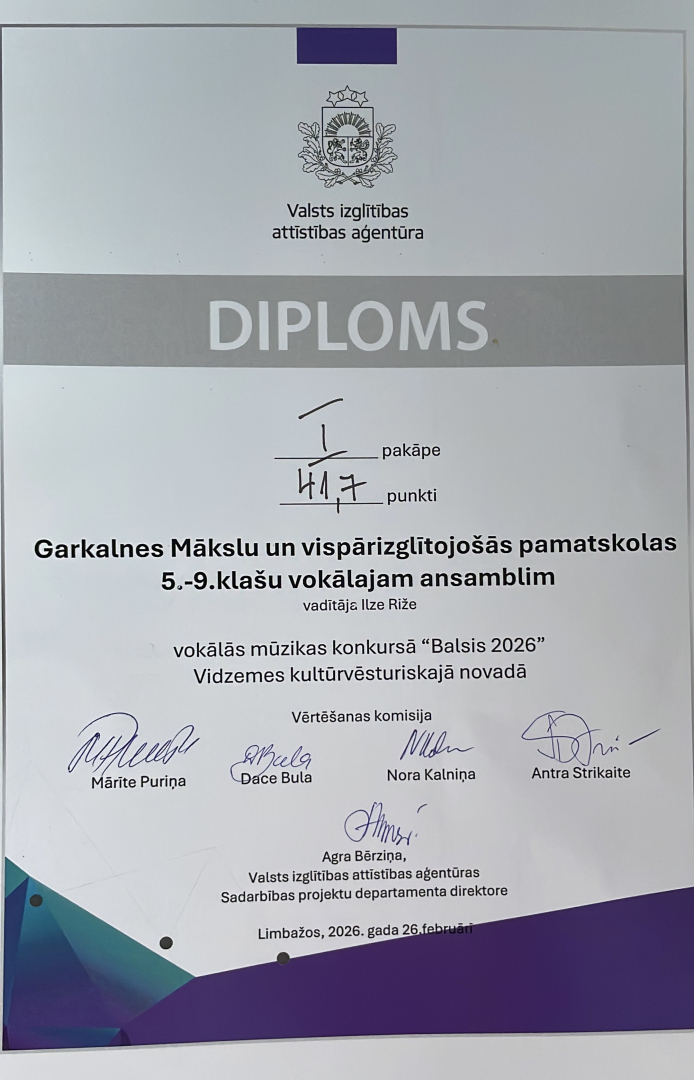 Valsts izglītības
attīstības aģentūra
DIPLOMS
I pakāpe
41,7 punkti
Garkalnes Mākslu un vispārizglītojošās pamatskolas
5.-9.klašu vokālajam ansamblim
vadītāja Ilze Riže
vokālās mūzikas konkursā “Balsis 2026”
Vidzemes kultūrvēsturiskajā novadā
Vērtēšanas komisija
Mārīte Puriņa Dace Bula Nora Kalniņa Antra Strikaite
Agra Bērziņa,
Valsts izglītības attīstības aģentūras
Sadarbības projektu departamenta direktore
Limbažos, 2026. gada 26.februārī